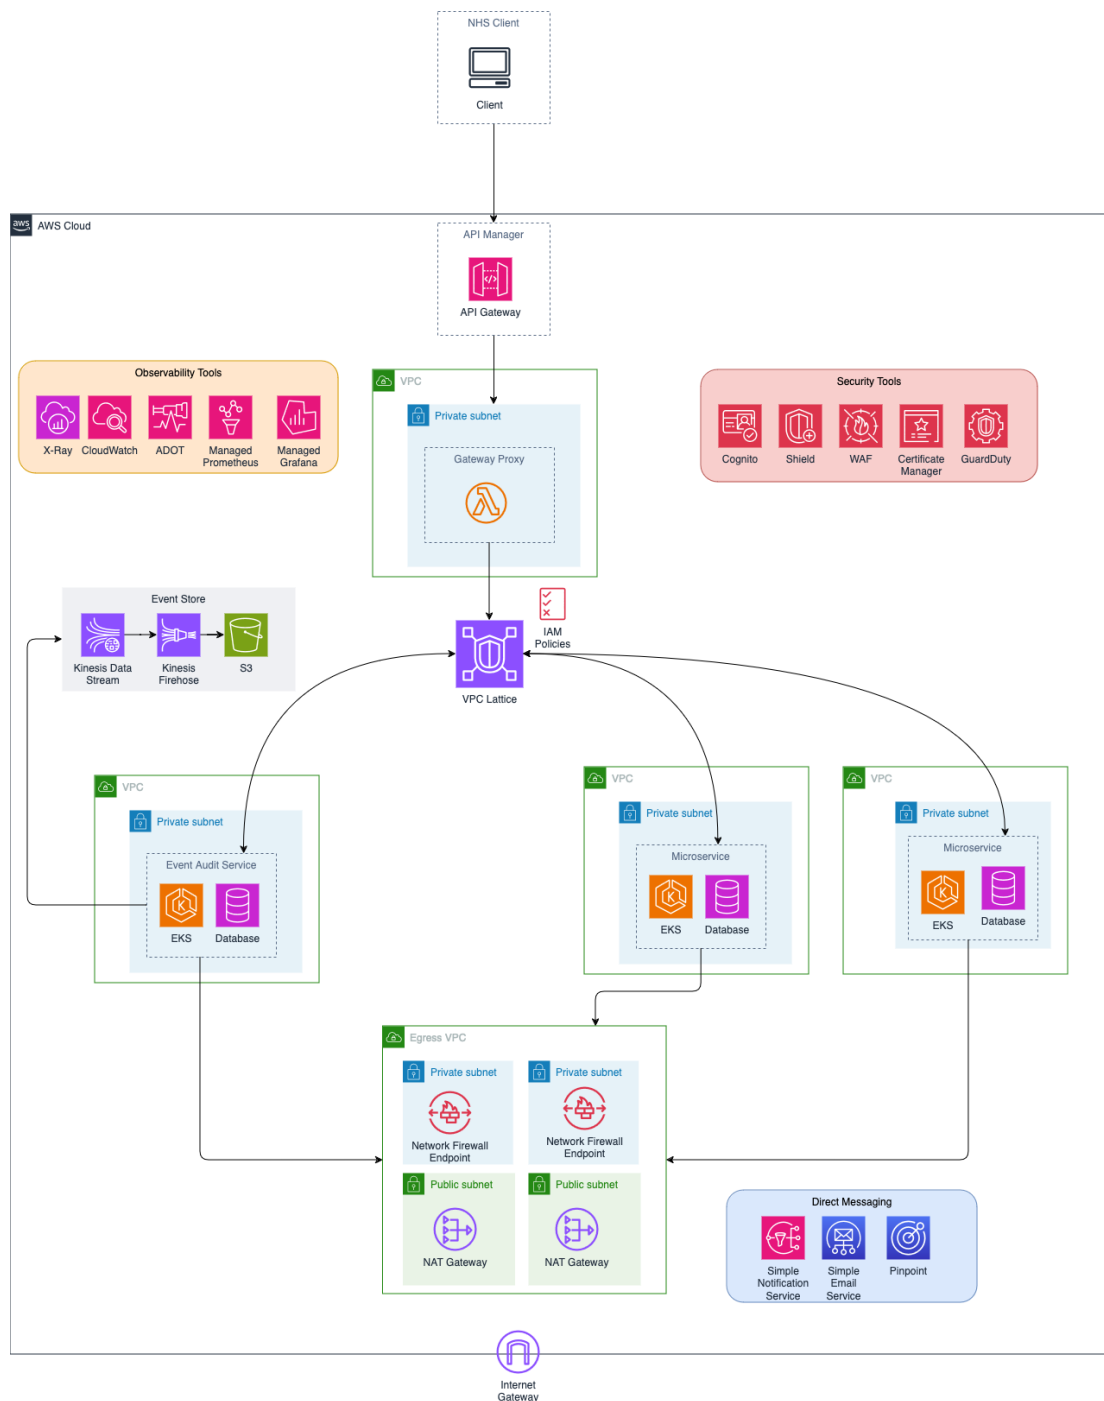 NHS Client
Client
aws
AWS Cloud
API Manager
</>
API Gateway
Observability Tools
X-Ray
CloudWatch
ADOT
Managed
Prometheus
Managed
Grafana
VPC
Private subnet
Gateway Proxy
Security Tools
Cognito
Shield
WAF
Certificate
Manager
GuardDuty
Event Store
Kinesis Data
Stream
Kinesis
Firehose
S3
IAM
Policies
VPC Lattice
VPC
Private subnet
Event Audit Service
K
EKS
Database
VPC
Private subnet
Microservice
K
EKS
Database
VPC
Private subnet
Microservice
K
EKS
Database
Egress VPC
Private subnet
Network Firewall
Endpoint
Private subnet
Network Firewall
Endpoint
Public subnet
NAT Gateway
Public subnet
NAT Gateway
Direct Messaging
Simple
Notification
Service
Simple
Email
Service
Pinpoint
Internet
Gateway